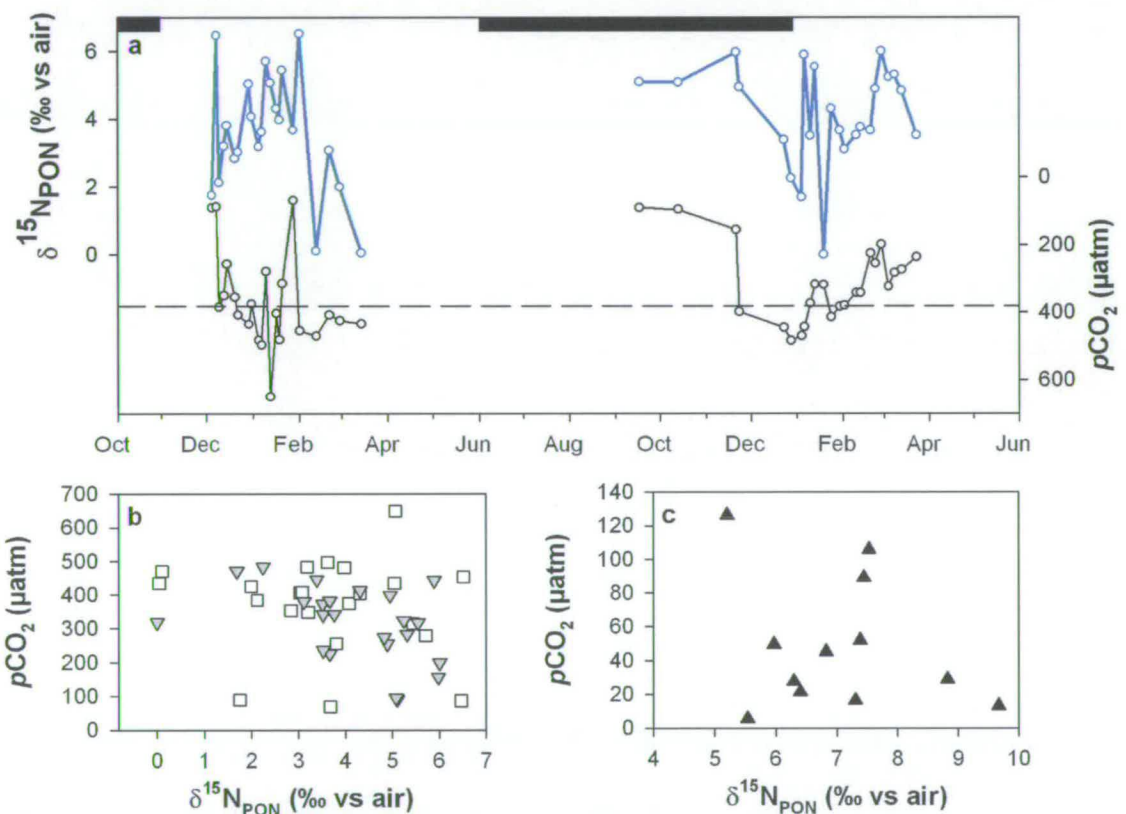 a
6
4
2
0
δ¹⁵N_PON (‰ vs air)
0
200
400
600
pCO₂ (µatm)
Oct Dec Feb Apr Jun Aug Oct Dec Feb Apr Jun
b
700
600
500
400
300
200
100
0
pCO₂ (µatm)
0 1 2 3 4 5 6 7
δ¹⁵N_PON (‰ vs air)
c
140
120
100
80
60
40
20
0
pCO₂ (µatm)
4 5 6 7 8 9 10
δ¹⁵N_PON (‰ vs air)